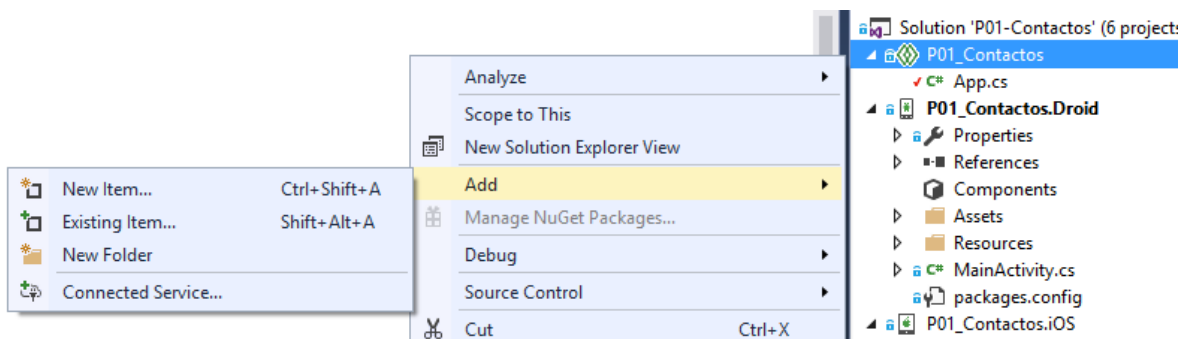 New Item... Ctrl+Shift+A
Existing Item... Shift+Alt+A
New Folder
Connected Service...
Analyze
Scope to This
New Solution Explorer View
Add
Manage NuGet Packages...
Debug
Source Control
Cut Ctrl+X
Solution 'P01-Contactos' (6 projects
P01_Contactos
C# App.cs
P01_Contactos.Droid
Properties
References
Components
Assets
Resources
C# MainActivity.cs
packages.config
P01_Contactos.iOS